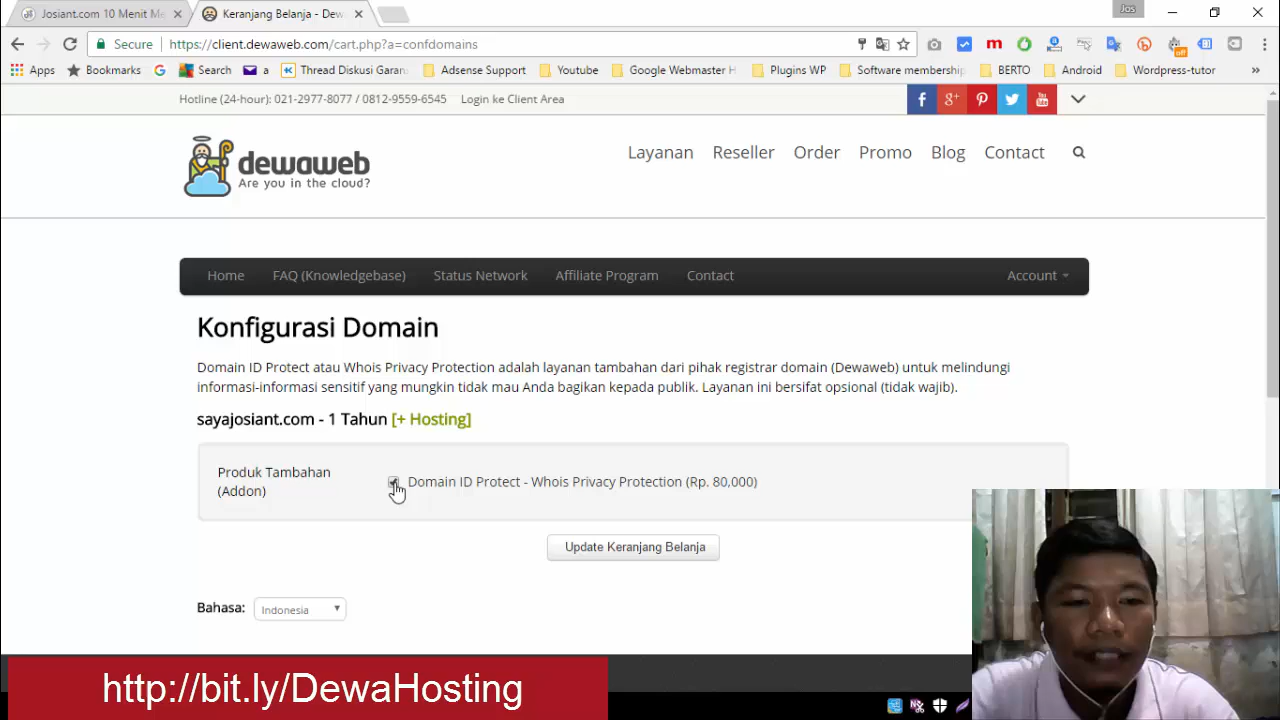 Josiant.com 10 Menit Me
Keranjang Belanja - Dew
Jos
Secure
https://client.dewaweb.com/cart.php?a=confdomains
Apps
Bookmarks
Search
a
Thread Diskusi Garan
Adsense Support
Youtube
Google Webmaster H
Plugins WP
Software membership
BERTO
Android
Wordpress-tutor
Hotline (24-hour): 021-2977-8077 / 0812-9559-6545
Login ke Client Area
dewaweb
Are you in the cloud?
Layanan
Reseller
Order
Promo
Blog
Contact
Home
FAQ (Knowledgebase)
Status Network
Affiliate Program
Contact
Account
Konfigurasi Domain
Domain ID Protect atau Whois Privacy Protection adalah layanan tambahan dari pihak registrar domain (Dewaweb) untuk melindungi
informasi-informasi sensitif yang mungkin tidak mau Anda bagikan kepada publik. Layanan ini bersifat opsional (tidak wajib).
sayajosiant.com - 1 Tahun [+ Hosting]
Produk Tambahan
(Addon)
Domain ID Protect - Whois Privacy Protection (Rp. 80,000)
Update Keranjang Belanja
Bahasa:
Indonesia
http://bit.ly/DewaHosting